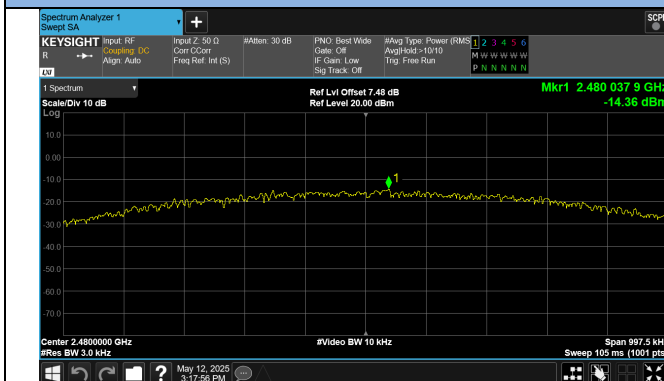 Spectrum Analyzer 1
Swept SA
+
SCPI
KEYSIGHT Input: RF Input Z: 50 Ω #Atten: 30 dB PNO: Best Wide #Avg Type: Power (RMS) 1 2 3 4 5 6
R Coupling: DC Corr CCorr Gate: Off Avg|Hold:>10/10 M W W W W W
Align: Auto Freq Ref: Int (S) IF Gain: Low Trig: Free Run
LXI Sig Track: Off P N N N N N
1 Spectrum Ref Lvl Offset 7.48 dB Mkr1 2.480 037 9 GHz
Scale/Div 10 dB Ref Level 20.00 dBm -14.36 dBm
Log
10.0
0.00
1
-10.0
-20.0
-30.0
-40.0
-50.0
-60.0
-70.0
Center 2.4800000 GHz #Video BW 10 kHz Span 997.5 kH
#Res BW 3.0 kHz Sweep 105 ms (1001 pts
? May 12, 2025
3:17:56 PM